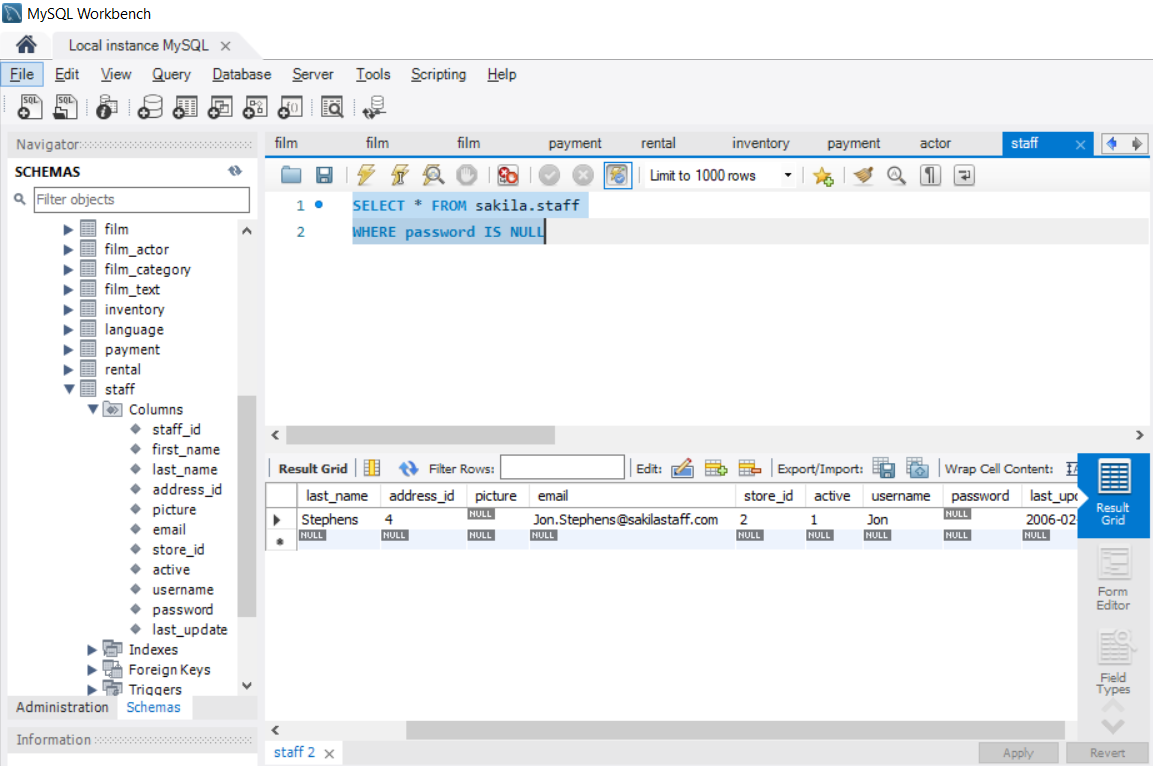 MySQL Workbench
Local instance MySQL
File Edit View Query Database Server Tools Scripting Help
SQL SQL
Navigator
SCHEMAS
Filter objects
film
film_actor
film_category
film_text
inventory
language
payment
rental
staff
Columns
staff_id
first_name
last_name
address_id
picture
email
store_id
active
username
password
last_update
Indexes
Foreign Keys
Triggers
Administration Schemas
Information
film film film payment rental inventory payment actor staff
Limit to 1000 rows
1 SELECT * FROM sakila.staff
2 WHERE password IS NULL
Result Grid Filter Rows: Edit: Export/Import: Wrap Cell Content: IA
last_name address_id picture email store_id active username password last_upd
Stephens 4 NULL Jon.Stephens@sakilastaff.com 2 1 Jon NULL 2006-02
NULL NULL NULL NULL NULL NULL NULL NULL NULL
Result
Grid
Form
Editor
Field
Types
staff 2
Apply Revert